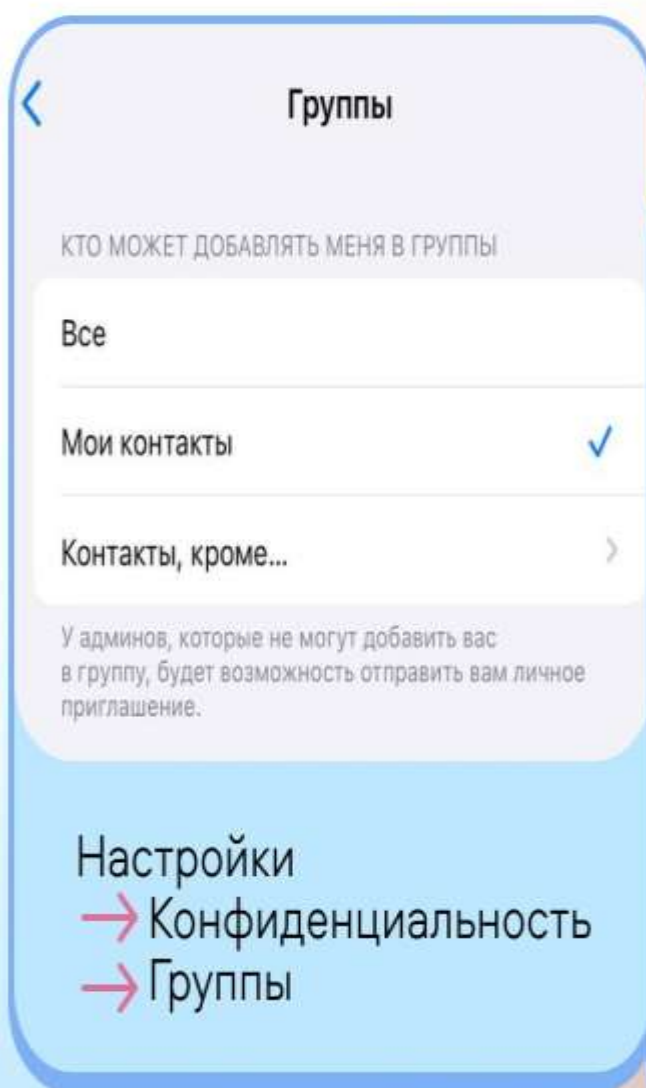 Группы
КТО МОЖЕТ ДОБАВЛЯТЬ МЕНЯ В ГРУППЫ
Все
Мои контакты
Контакты, кроме...
У админов, которые не могут добавить вас
в группу, будет возможность отправить вам личное
приглашение.
Настройки
→ Конфиденциальность
→ Группы